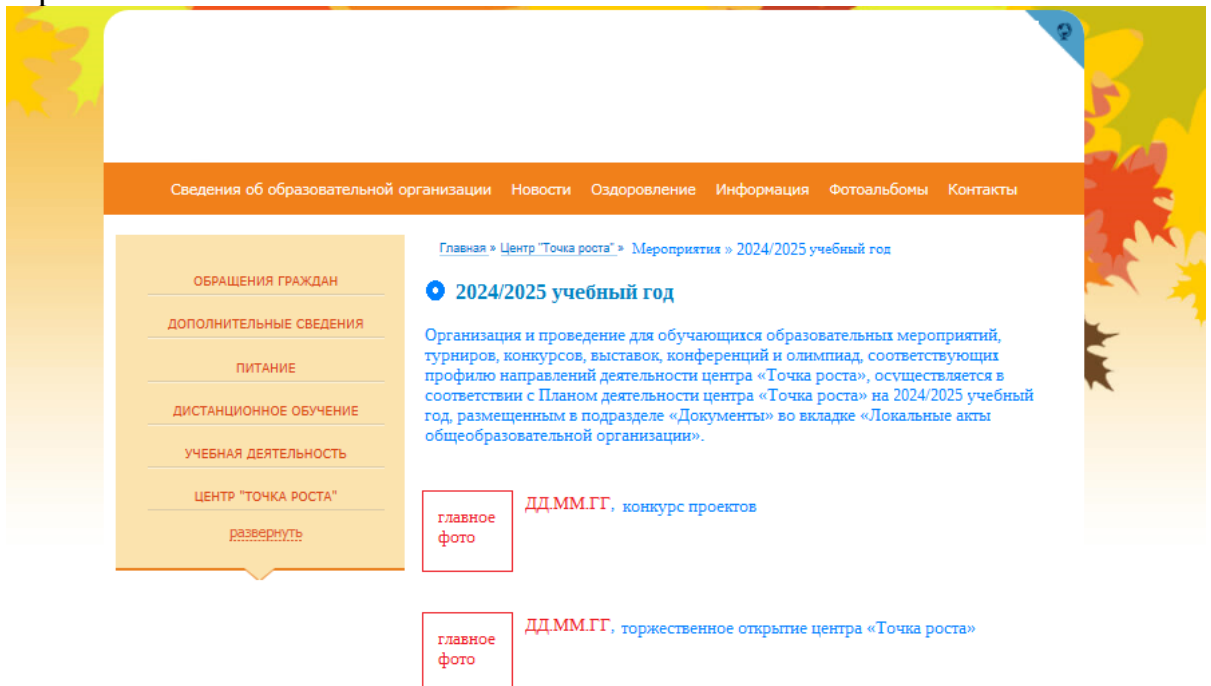 Сведения об образовательной организации Новости Оздоровление Информация Фотоальбомы Контакты
ОБРАЩЕНИЯ ГРАЖДАН
ДОПОЛНИТЕЛЬНЫЕ СВЕДЕНИЯ
ПИТАНИЕ
ДИСТАНЦИОННОЕ ОБУЧЕНИЕ
УЧЕБНАЯ ДЕЯТЕЛЬНОСТЬ
ЦЕНТР "ТОЧКА РОСТА"
развернуть
Главная » Центр "Точка роста" » Мероприятия » 2024/2025 учебный год
2024/2025 учебный год
Организация и проведение для обучающихся образовательных мероприятий,
турниров, конкурсов, выставок, конференций и олимпиад, соответствующих
профилю направлений деятельности центра «Точка роста», осуществляется в
соответствии с Планом деятельности центра «Точка роста» на 2024/2025 учебный
год, размещенным в подразделе «Документы» во вкладке «Локальные акты
общеобразовательной организации».
главное
фото
ДД.ММ.ГГ, конкурс проектов
главное
фото
ДД.ММ.ГГ, торжественное открытие центра «Точка роста»